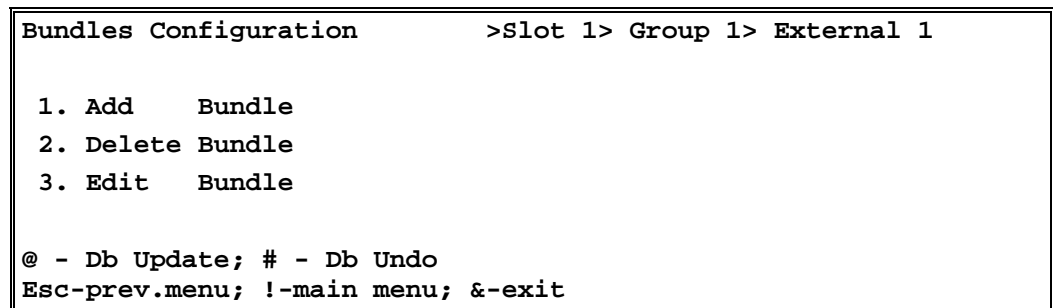 Bundles Configuration >Slot 1> Group 1> External 1
1. Add Bundle
2. Delete Bundle
3. Edit Bundle
@ - Db Update; # - Db Undo
Esc-prev.menu; !-main menu; &-exit